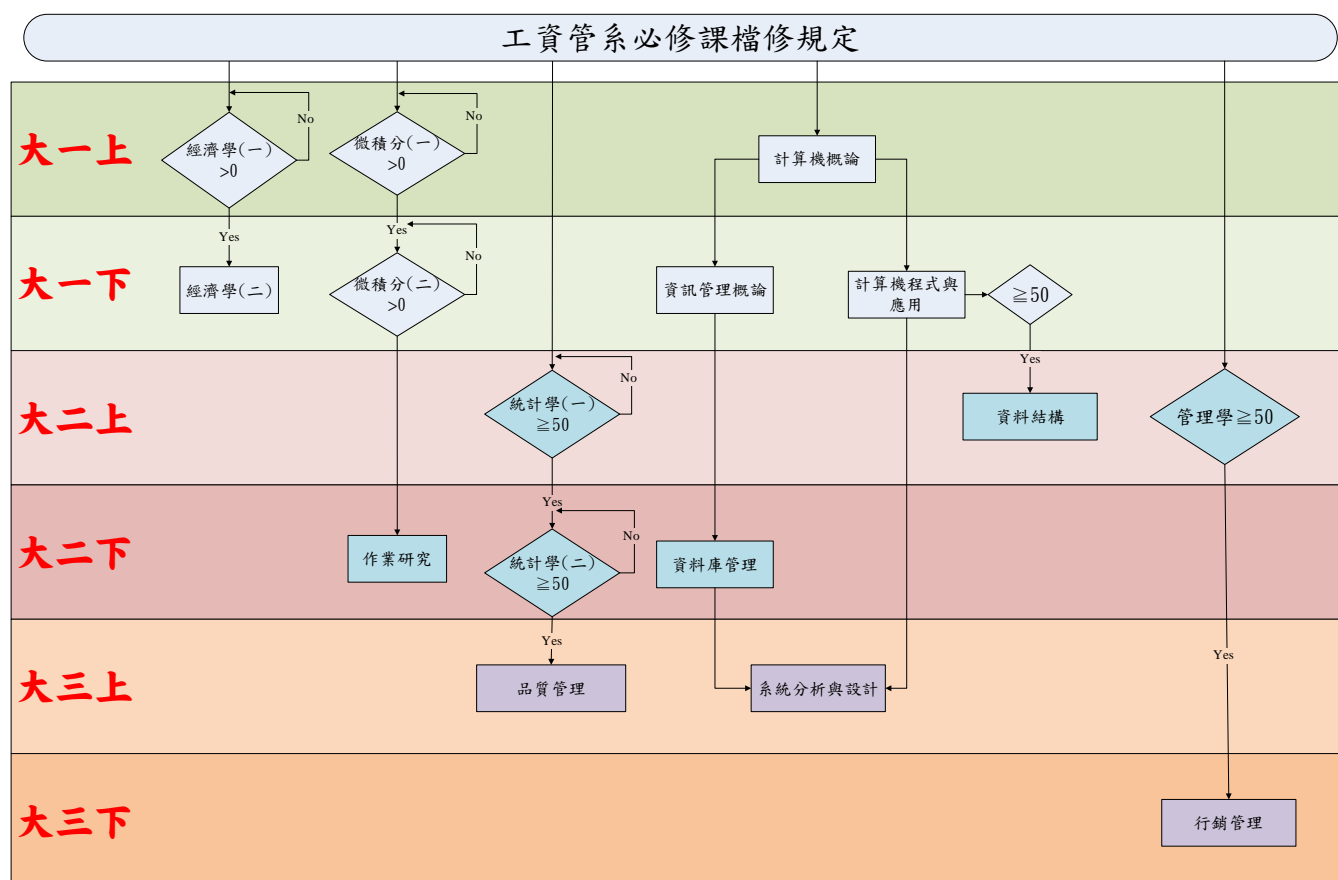 工資管系必修課檔修規定
大一上
經濟學(一)
>0
No
微積分(一)
>0
No
計算機概論
Yes
Yes
大一下
經濟學(二)
微積分(二)
>0
No
資訊管理概論
計算機程式與
應用
≧50
Yes
大二上
統計學(一)
≧50
No
資料結構
管理學≧50
Yes
大二下
作業研究
統計學(二)
≧50
No
資料庫管理
Yes
Yes
大三上
品質管理
系統分析與設計
大三下
行銷管理